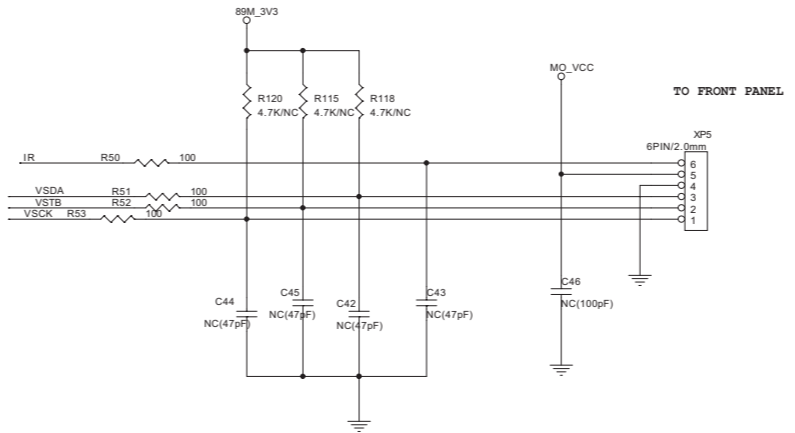 89M_3V3
MO_VCC
TO FRONT PANEL
R120 R115 R118
4.7K/NC 4.7K/NC 4.7K/NC
XP5
6PIN/2.0mm
IR R50 100
6
5
4
VSDA R51 100
3
VSTB R52 100
2
VSCK R53 100
1
C44 C45 C42 C43
NC(47pF) NC(47pF) NC(47pF) NC(47pF)
C46
NC(100pF)